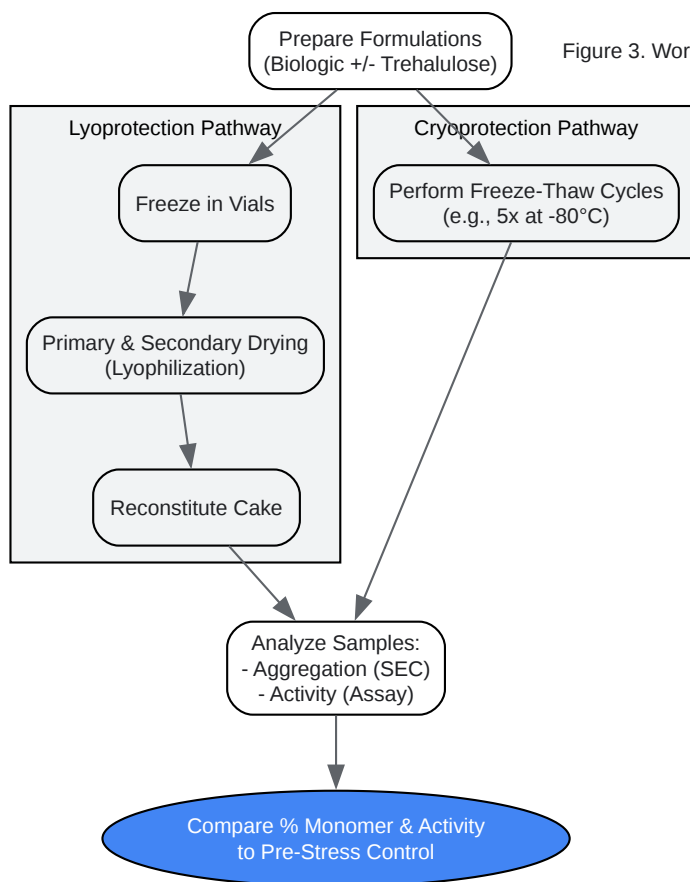 Prepare Formulations
(Biologic +/- Trehalulose)
Figure 3. Wor
Lyoprotection Pathway
Cryoprotection Pathway
Freeze in Vials
Perform Freeze-Thaw Cycles
(e.g., 5x at -80°C)
Primary & Secondary Drying
(Lyophilization)
Reconstitute Cake
Analyze Samples:
- Aggregation (SEC)
- Activity (Assay)
Compare % Monomer & Activity
to Pre-Stress Control